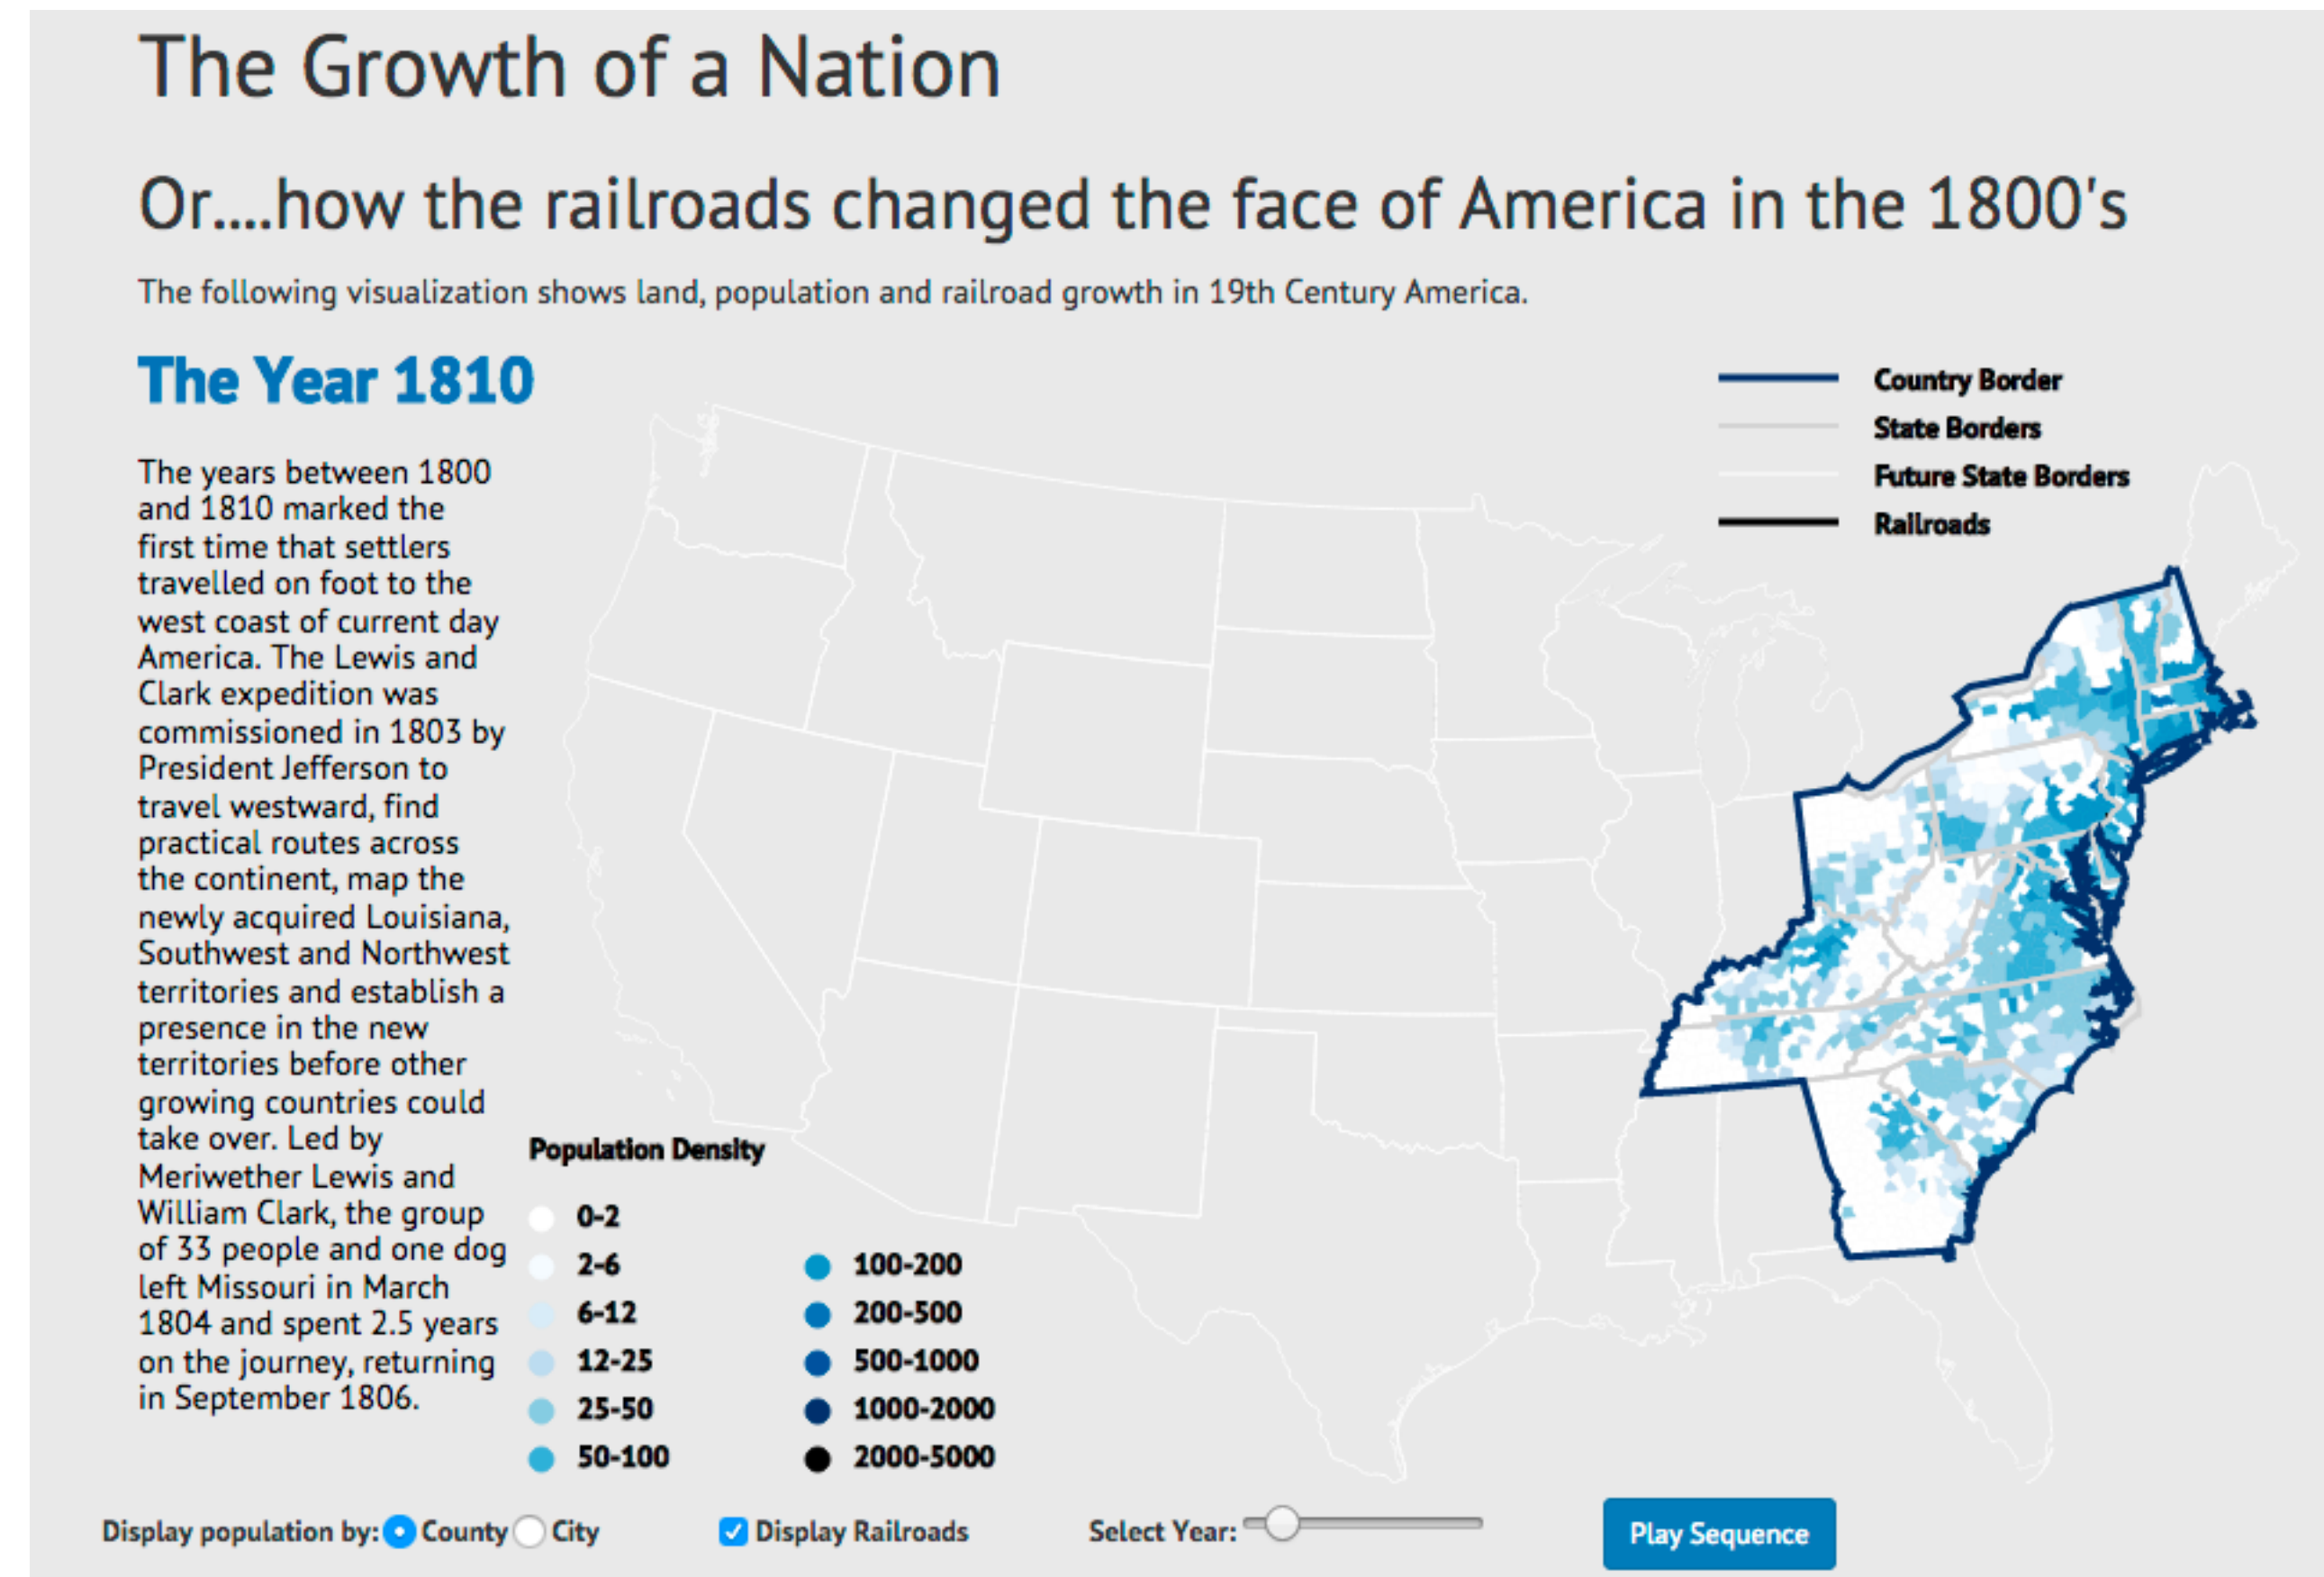 The Growth of a Nation
Or....how the railroads changed the face of America in the 1800's
The following visualization shows land, population and railroad growth in 19th Century America.
The Year 1810
The years between 1800
and 1810 marked the
first time that settlers
travelled on foot to the
west coast of current day
America. The Lewis and
Clark expedition was
commissioned in 1803 by
President Jefferson to
travel westward, find
practical routes across
the continent, map the
newly acquired Louisiana,
Southwest and Northwest
territories and establish a
presence in the new
territories before other
growing countries could
take over. Led by
Meriwether Lewis and
William Clark, the group
of 33 people and one dog
left Missouri in March
1804 and spent 2.5 years
on the journey, returning
in September 1806.
Country Border
State Borders
Future State Borders
Railroads
Population Density
0-2
2-6
6-12
12-25
25-50
50-100
100-200
200-500
500-1000
1000-2000
2000-5000
Display population by: County City
Display Railroads
Select Year:
Play Sequence